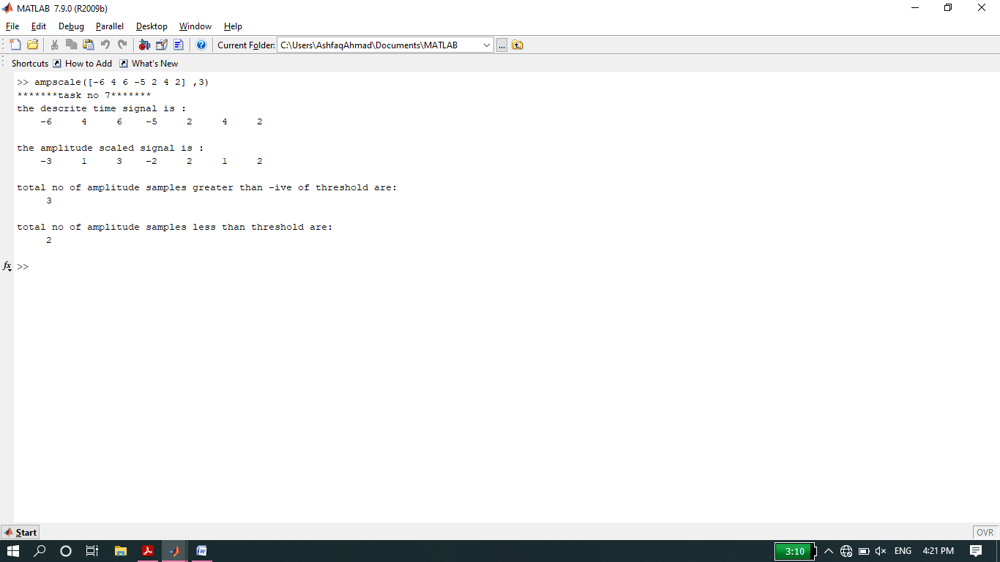 MATLAB 7.9.0 (R2009b)
File Edit Debug Parallel Desktop Window Help
Current Folder: C:\Users\AshfaqAhmad\Documents\MATLAB ...
Shortcuts How to Add What's New
>> ampscale([-6 4 6 -5 2 4 2] ,3)
*******task no 7*******
the descrite time signal is :
-6 4 6 -5 2 4 2
the amplitude scaled signal is :
-3 1 3 -2 2 1 2
total no of amplitude samples greater than -ive of threshold are:
3
total no of amplitude samples less than threshold are:
2
fx >>
Start OVR
3:10 ENG 4:21 PM